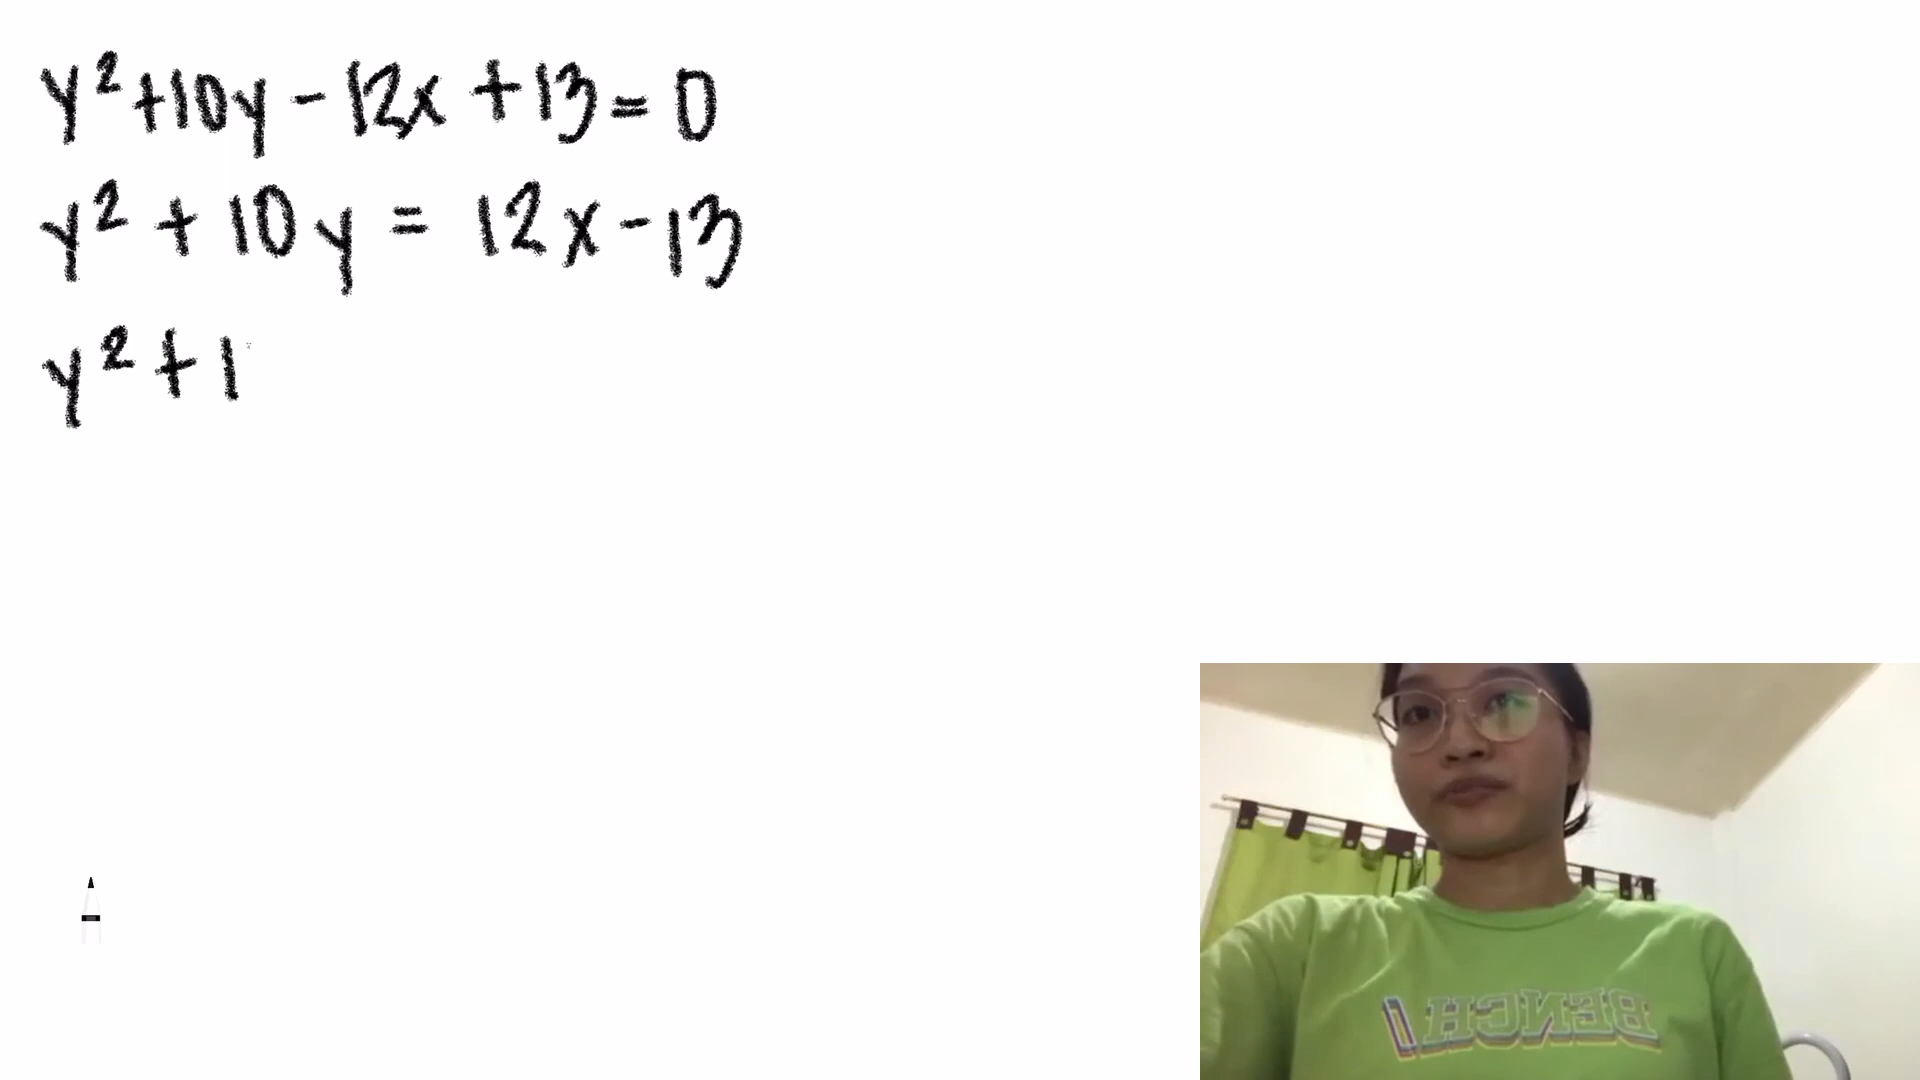 y² + 10y - 12x + 13 = 0
y² + 10y = 12x - 13
y² + 1
BENCH